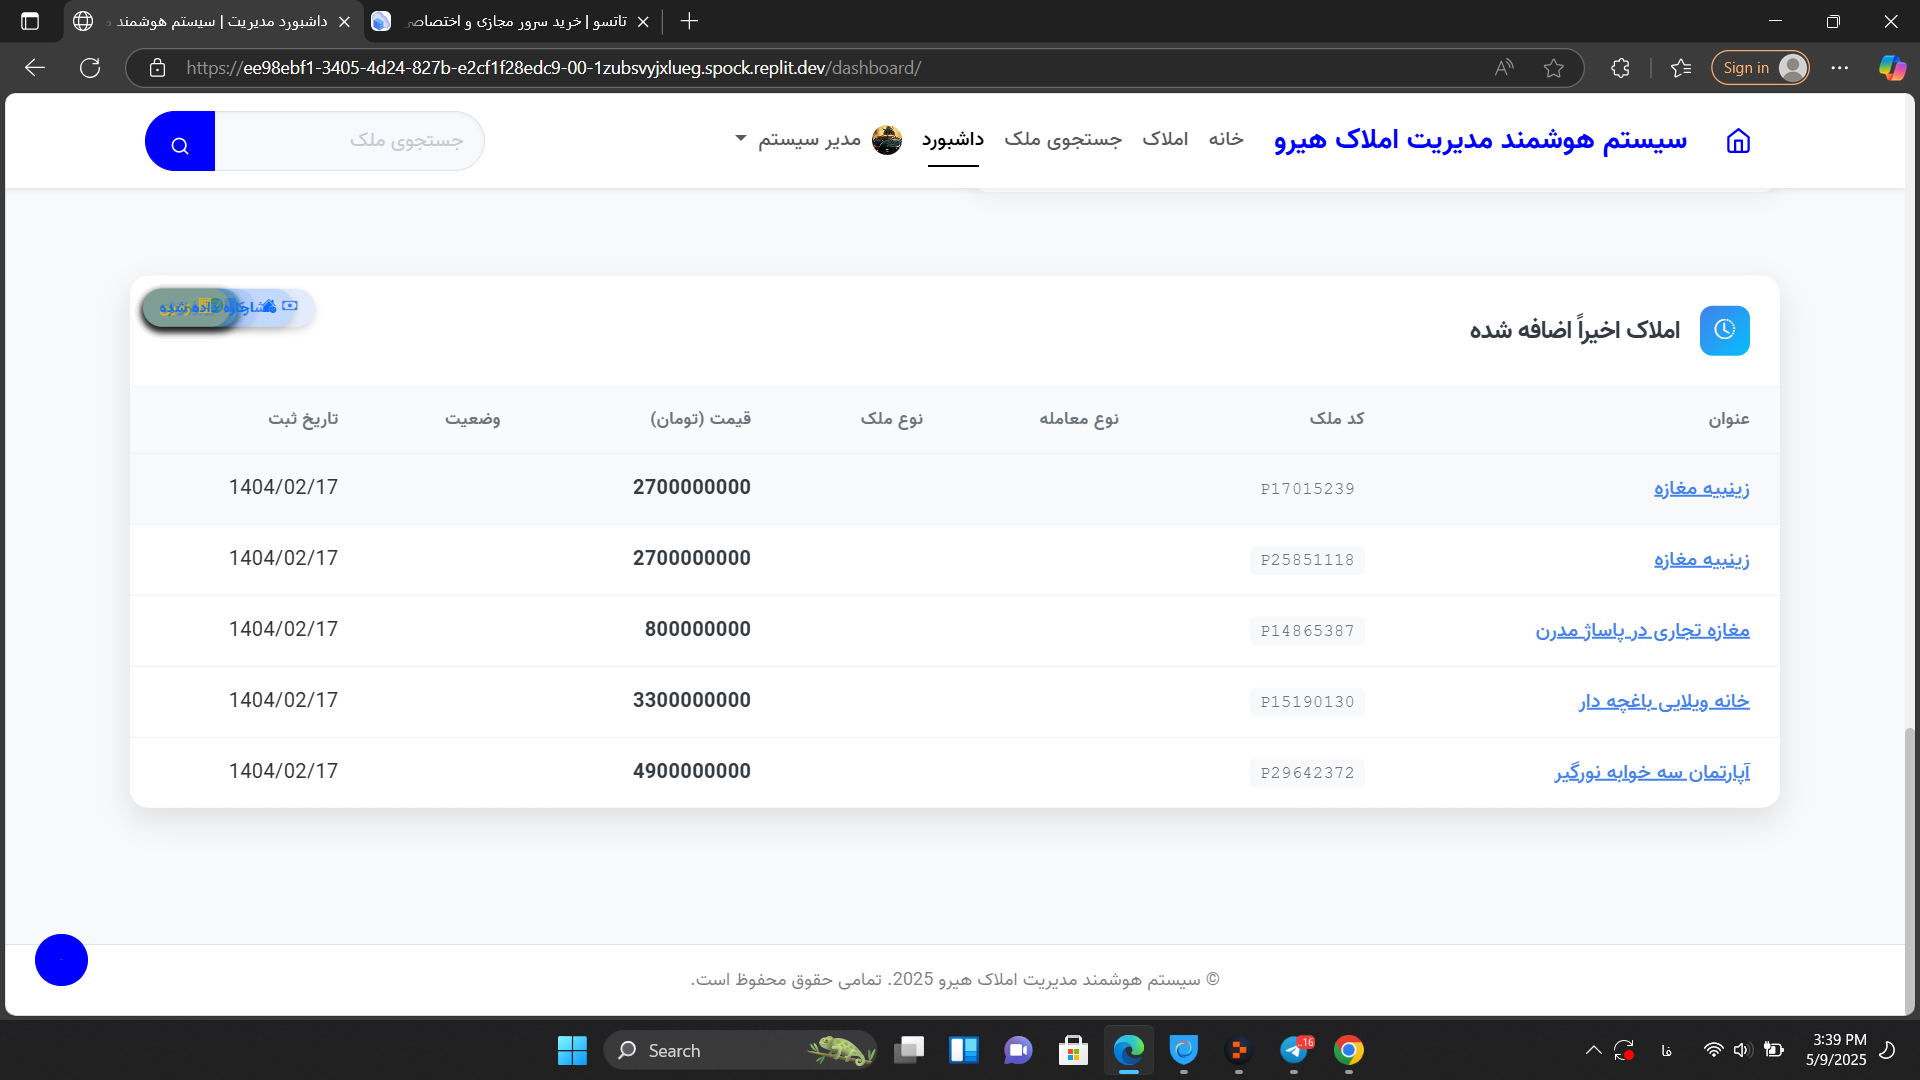 داشبورد مدیریت | سیستم هوشمند
تاتسو | خرید سرور مجازی و اختصاصی
https://ee98ebf1-3405-4d24-827b-e2cf1f28edc9-00-1zubsvyjxlueg.spock.replit.dev/dashboard/
Sign in
سیستم هوشمند مدیریت املاک هیرو
خانه
املاک
جستجوی ملک
داشبورد
مدیر سیستم
جستجوی ملک
املاک اخیراً اضافه شده
عنوان کد ملک نوع معامله نوع ملک قیمت (تومان) وضعیت تاریخ ثبت
زینبیه مغازه P17015239 2700000000 1404/02/17
زینبیه مغازه P25851118 2700000000 1404/02/17
مغازه تجاری در پاساژ مدرن P14865387 800000000 1404/02/17
خانه ویلایی باغچه دار P15190130 3300000000 1404/02/17
آپارتمان سه خوابه نورگیر P29642372 4900000000 1404/02/17
© سیستم هوشمند مدیریت املاک هیرو 2025. تمامی حقوق محفوظ است.
Search
16
فا
3:39 PM
5/9/2025